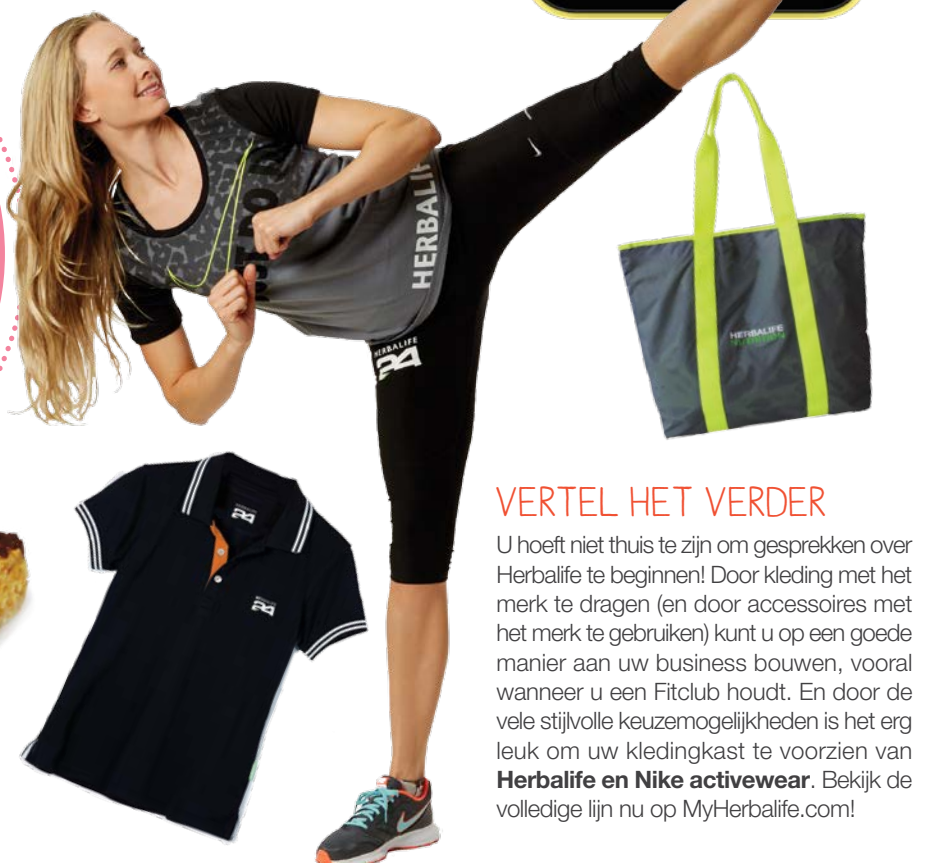 HERBALIFE
24
HERBALIFE
NUTRITION
24
24
VERTEL HET VERDER
U hoeft niet thuis te zijn om gesprekken over
Herbalife te beginnen! Door kleding met het
merk te dragen (en door accessoires met
het merk te gebruiken) kunt u op een goede
manier aan uw business bouwen, vooral
wanneer u een Fitclub houdt. En door de
vele stijlvolle keuzemogelijkheden is het erg
leuk om uw kledingkast te voorzien van
Herbalife en Nike activewear. Bekijk de
volledige lijn nu op MyHerbalife.com!